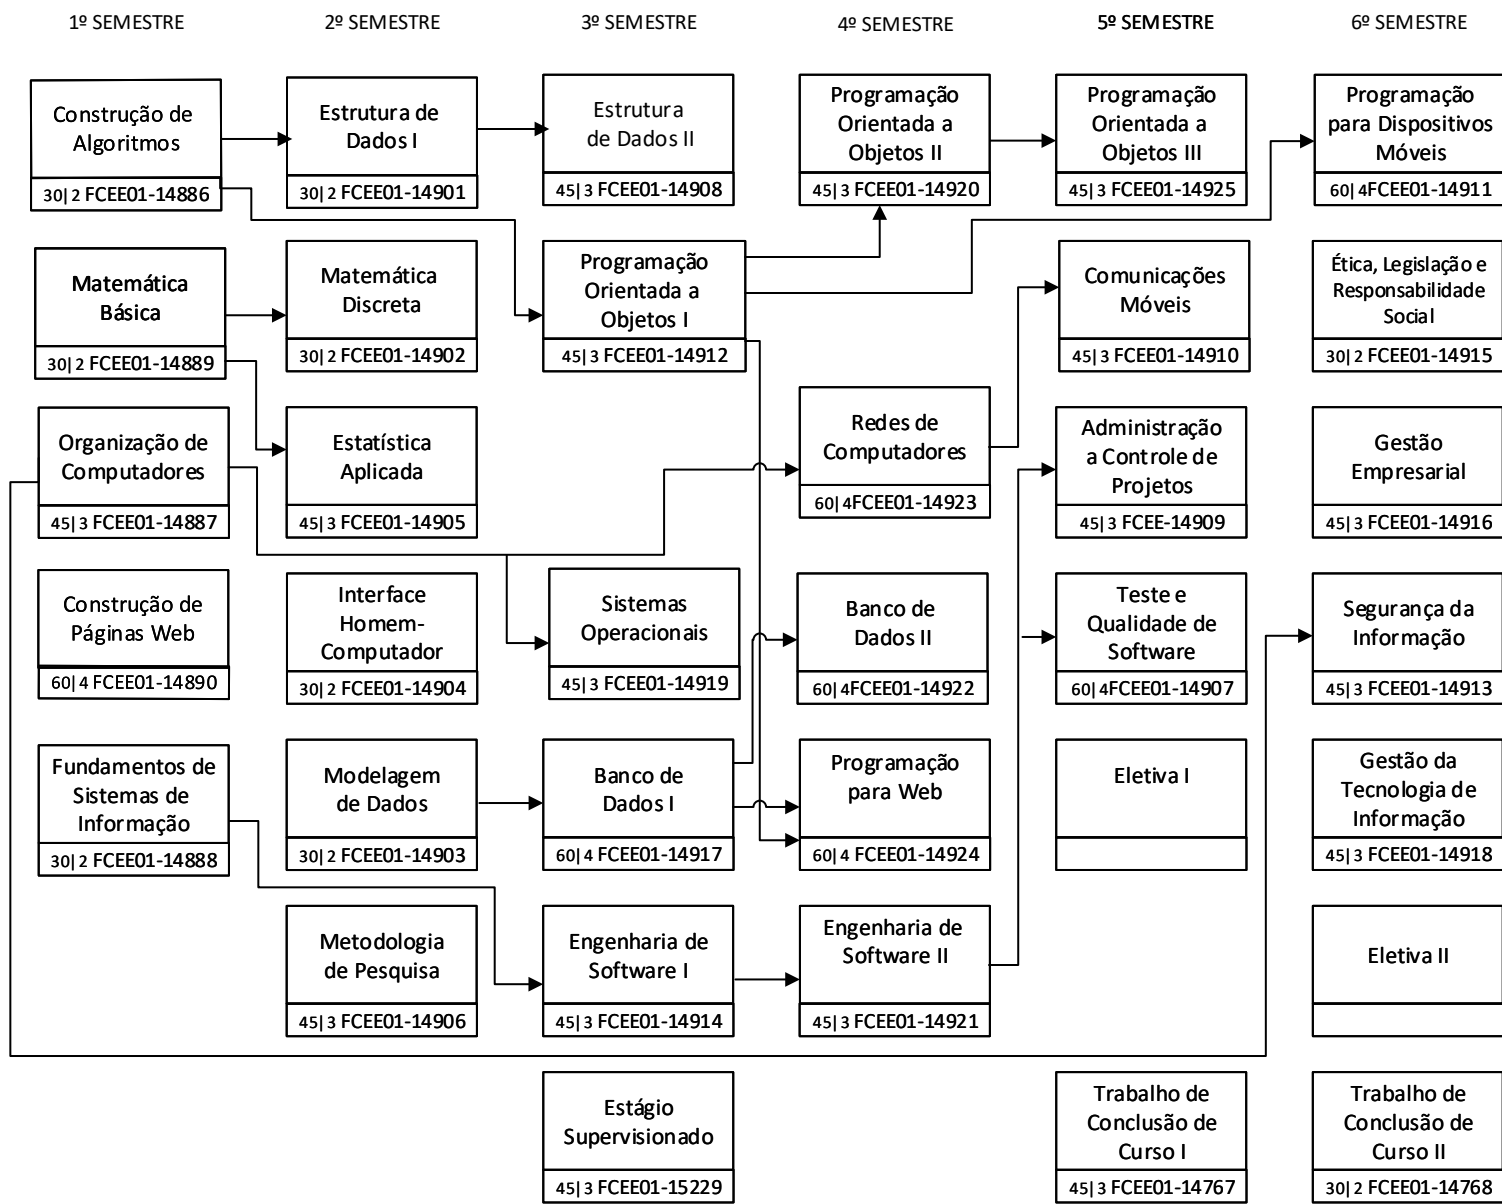 1º SEMESTRE
2º SEMESTRE
3º SEMESTRE
4º SEMESTRE
5º SEMESTRE
6º SEMESTRE
Construção de
Algoritmos
30| 2 FCEE01-14886
Estrutura de
Dados I
30| 2 FCEE01-14901
Estrutura
de Dados II
45| 3 FCEE01-14908
Programação
Orientada a
Objetos II
45| 3 FCEE01-14920
Programação
Orientada a
Objetos III
45| 3 FCEE01-14925
Programação
para Dispositivos
Móveis
60| 4FCEE01-14911
Matemática
Básica
30| 2 FCEE01-14889
Matemática
Discreta
30| 2 FCEE01-14902
Programação
Orientada a
Objetos I
45| 3 FCEE01-14912
Comunicações
Móveis
45| 3 FCEE01-14910
Ética, Legislação e
Responsabilidade
Social
30| 2 FCEE01-14915
Organização de
Computadores
45| 3 FCEE01-14887
Estatística
Aplicada
45| 3 FCEE01-14905
Redes de
Computadores
60| 4FCEE01-14923
Administração
a Controle de
Projetos
45| 3 FCEE-14909
Gestão
Empresarial
45| 3 FCEE01-14916
Construção de
Páginas Web
60| 4 FCEE01-14890
Interface
Homem-
Computador
30| 2 FCEE01-14904
Sistemas
Operacionais
45| 3 FCEE01-14919
Banco de
Dados II
60| 4FCEE01-14922
Teste e
Qualidade de
Software
60| 4FCEE01-14907
Segurança da
Informação
45| 3 FCEE01-14913
Fundamentos de
Sistemas de
Informação
30| 2 FCEE01-14888
Modelagem
de Dados
30| 2 FCEE01-14903
Banco de
Dados I
60| 4 FCEE01-14917
Programação
para Web
60| 4 FCEE01-14924
Eletiva I
Gestão da
Tecnologia de
Informação
45| 3 FCEE01-14918
Metodologia
de Pesquisa
45| 3 FCEE01-14906
Engenharia de
Software I
45| 3 FCEE01-14914
Engenharia de
Software II
45| 3 FCEE01-14921
Eletiva II
Estágio
Supervisionado
45| 3 FCEE01-15229
Trabalho de
Conclusão de
Curso I
45| 3 FCEE01-14767
Trabalho de
Conclusão de
Curso II
30| 2 FCEE01-14768